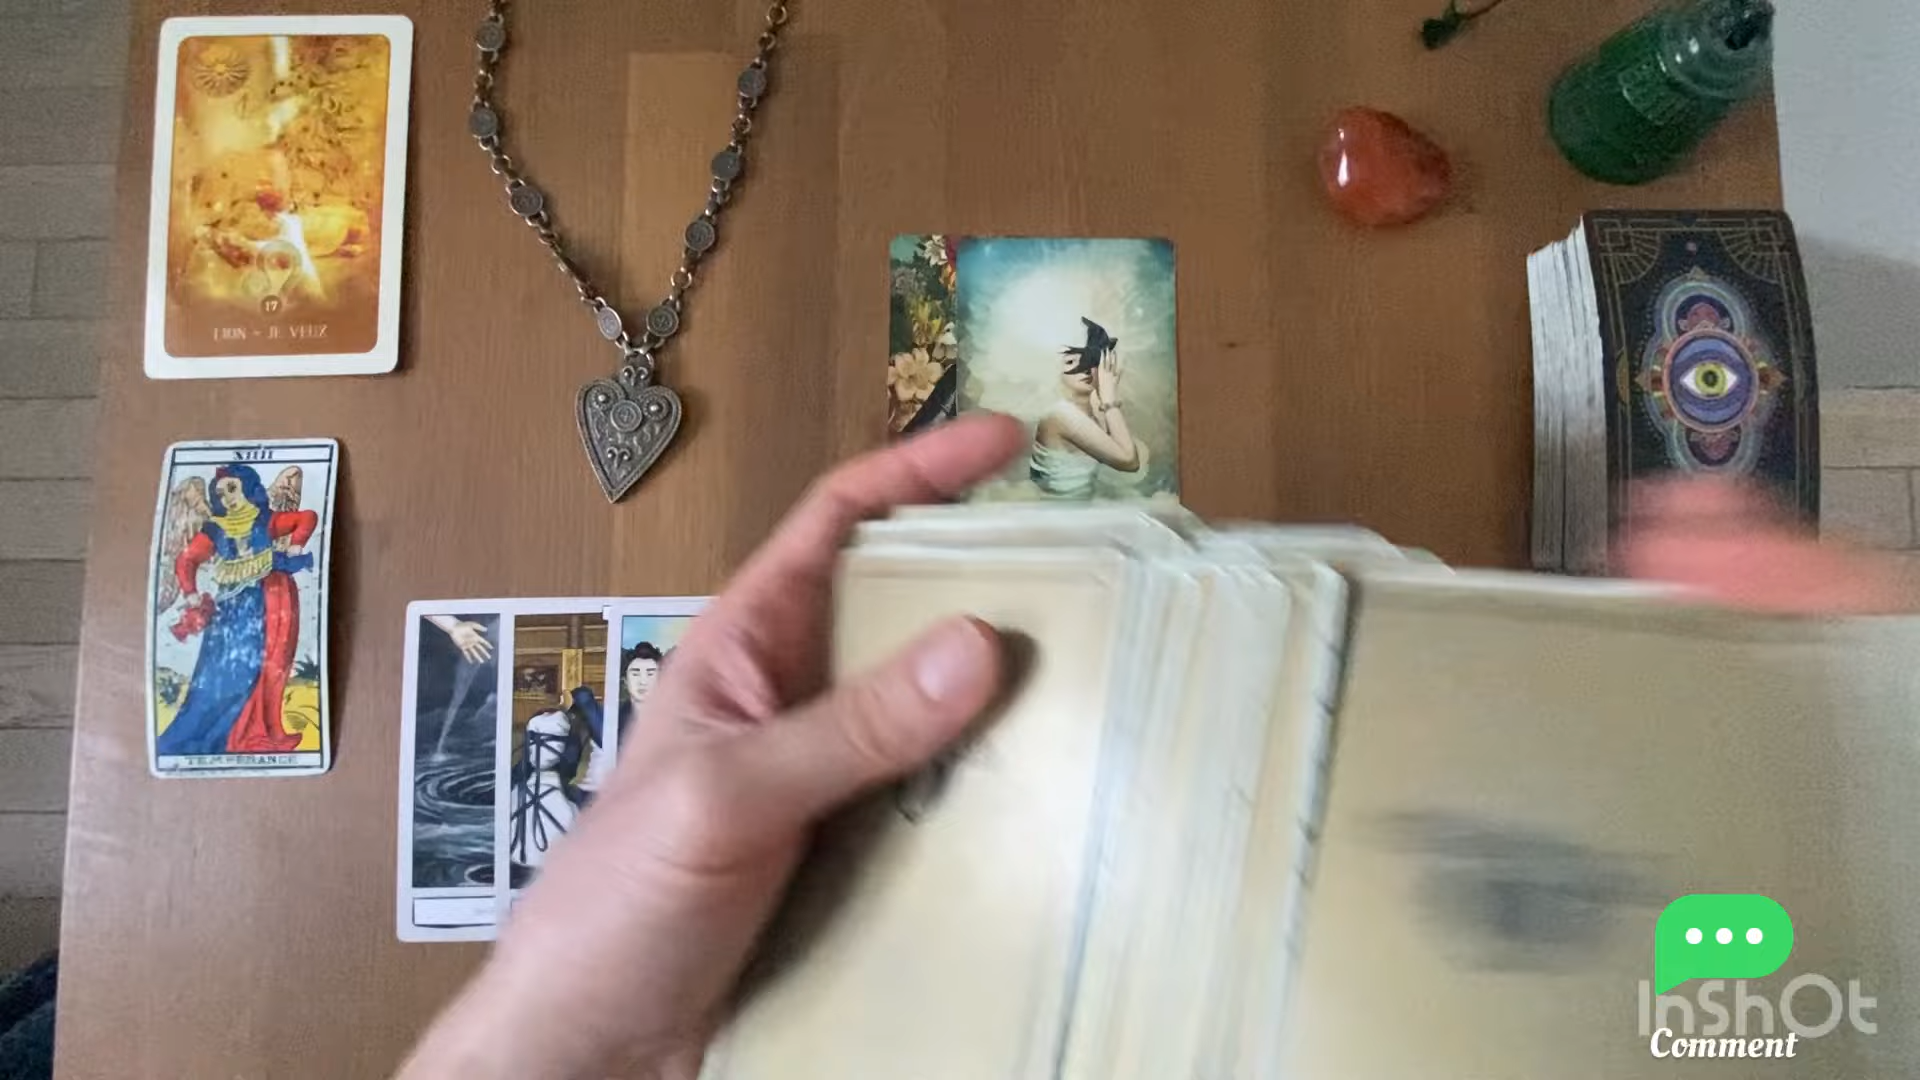 17
LION - JE VEUX
XIIII
TEMPERANCE
InShOt
Comment